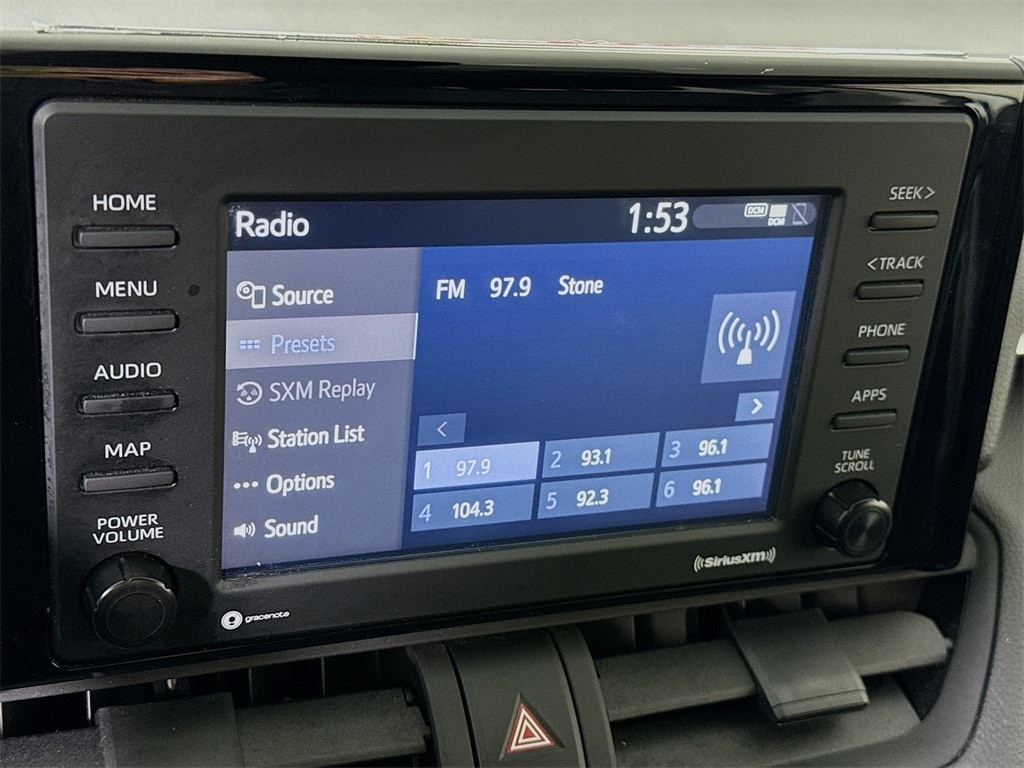 HOME
MENU
AUDIO
MAP
POWER
VOLUME
Radio
1:53
DCM
DCM
Source
Presets
SXM Replay
Station List
Options
Sound
FM 97.9 Stone
<
>
1 97.9
2 93.1
3 96.1
4 104.3
5 92.3
6 96.1
SEEK >
< TRACK
PHONE
APPS
TUNE
SCROLL
gracenote
SiriusXM